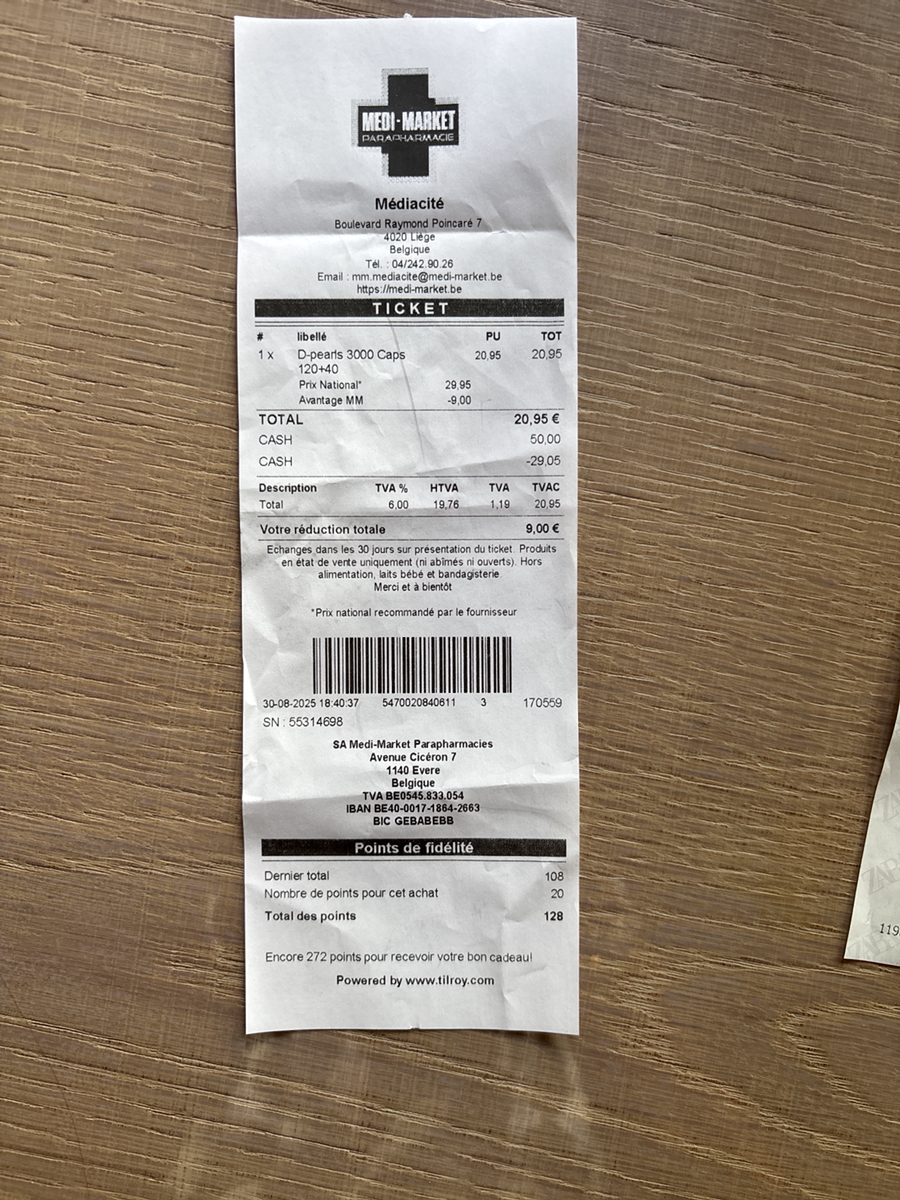 MEDI-MARKET
PARAPHARMACIE
Médiacité
Boulevard Raymond Poincaré 7
4020 Liège
Belgique
Tél. : 04/242.90.26
Email : mm.mediacite@medi-market.be
https://medi-market.be
TICKET
# libellé PU TOT
1 x D-pearls 3000 Caps 20,95 20,95
120+40
Prix National* 29,95
Avantage MM -9,00
TOTAL 20,95 €
CASH 50,00
CASH -29,05
Description TVA % HTVA TVA TVAC
Total 6,00 19,76 1,19 20,95
Votre réduction totale 9,00 €
Echanges dans les 30 jours sur présentation du ticket. Produits
en état de vente uniquement (ni abîmés ni ouverts). Hors
alimentation, laits bébé et bandagisterie.
Merci et à bientôt
*Prix national recommandé par le fournisseur
30-08-2025 18:40:37 5470020840611 3 170559
SN : 55314698
SA Medi-Market Parapharmacies
Avenue Cicéron 7
1140 Evere
Belgique
TVA BE0545.833.054
IBAN BE40-0017-1864-2663
BIC GEBABEBB
Points de fidélité
Dernier total 108
Nombre de points pour cet achat 20
Total des points 128
Encore 272 points pour recevoir votre bon cadeau!
Powered by www.tilroy.com
119